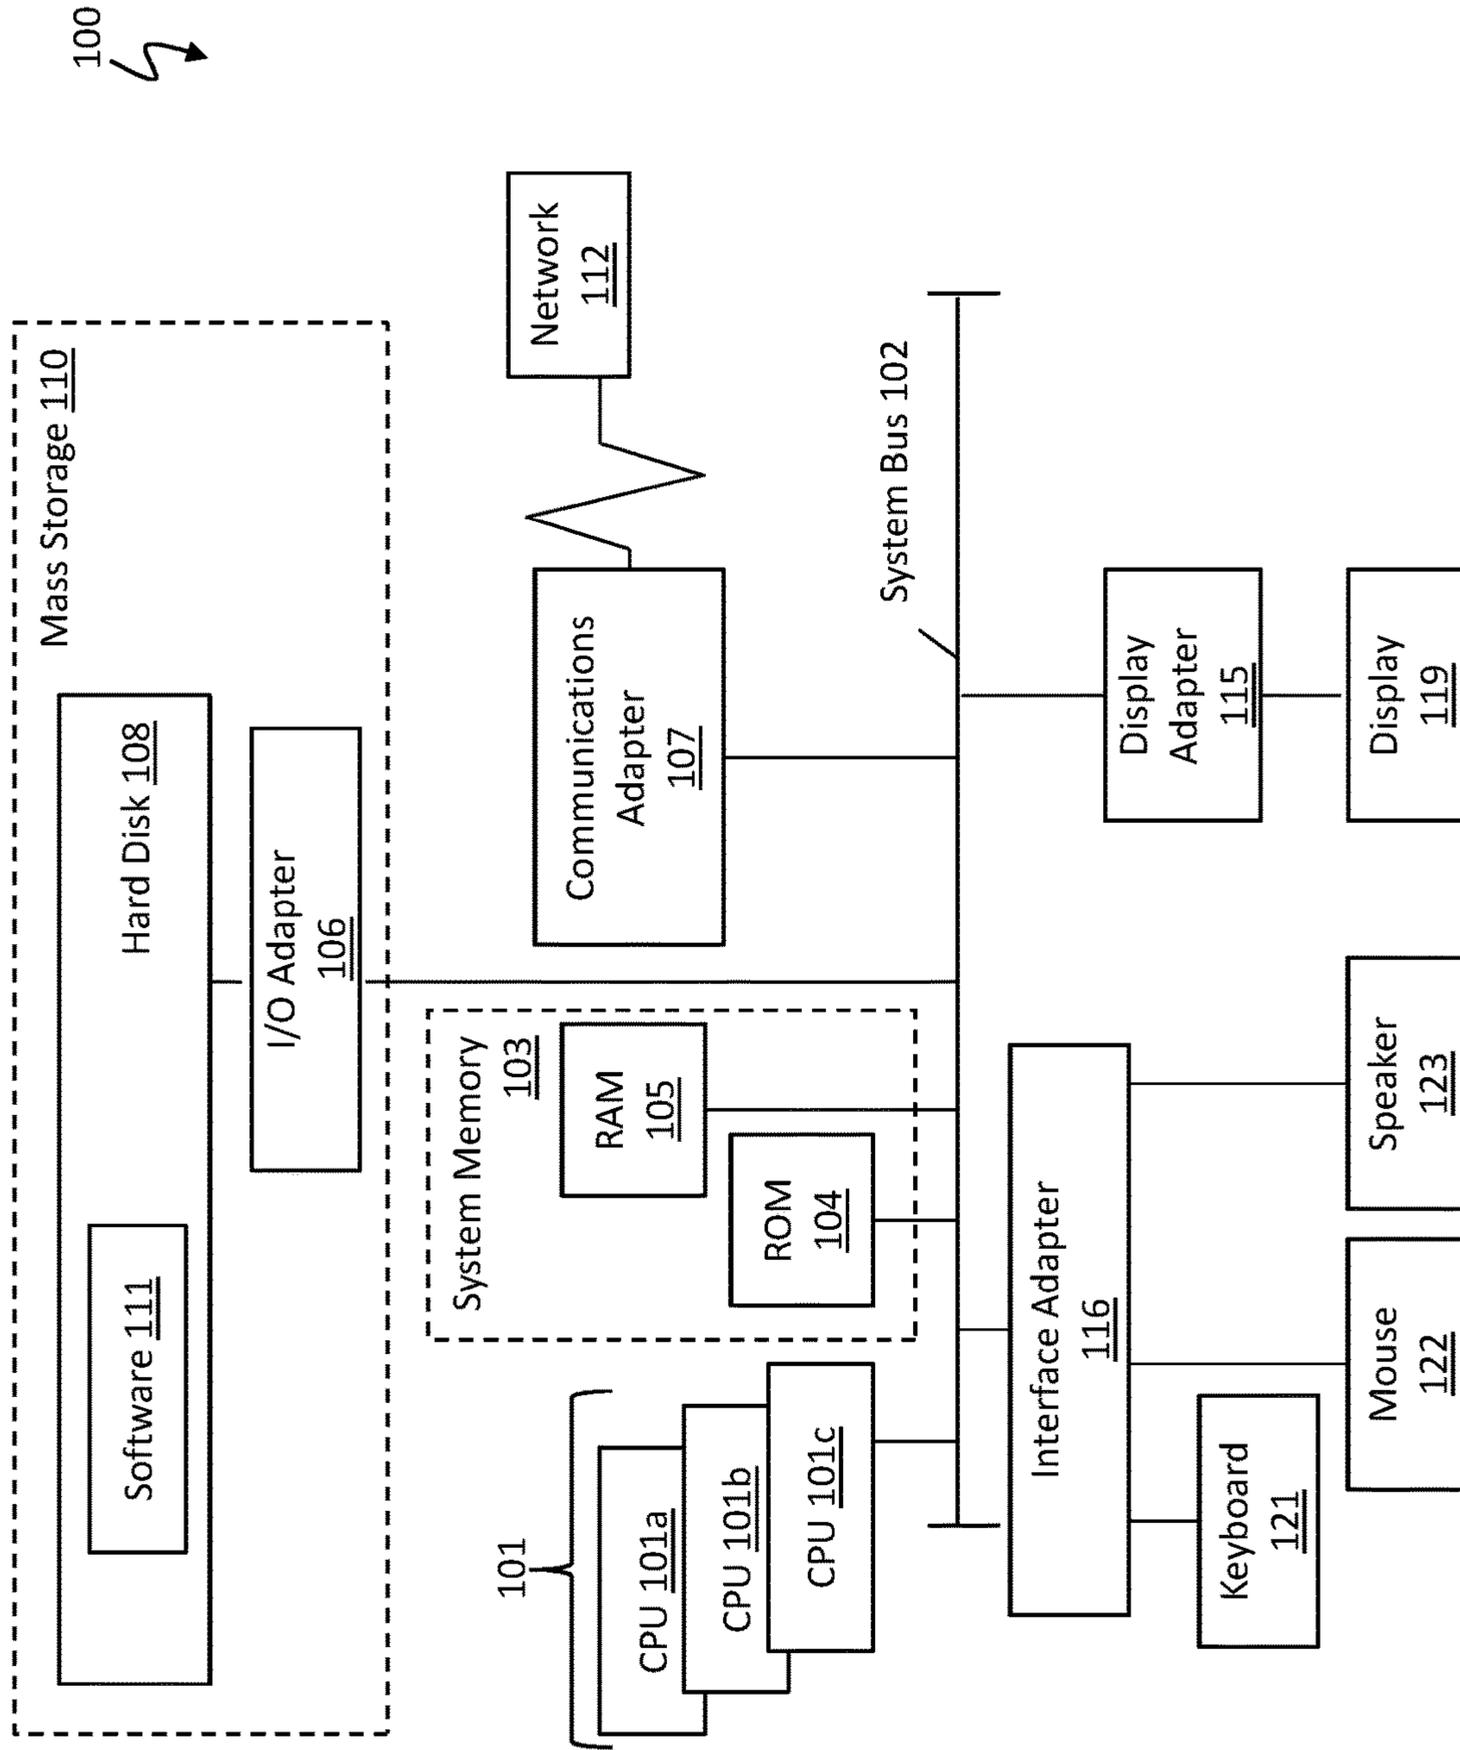 100
Mass Storage 110
Software 111
Hard Disk 108
I/O Adapter
106
101
CPU 101a
CPU 101b
CPU 101c
System Memory
103
RAM
105
ROM
104
Communications
Adapter
107
Network
112
System Bus 102
Interface Adapter
116
Display
Adapter
115
Keyboard
121
Mouse
122
Speaker
123
Display
119